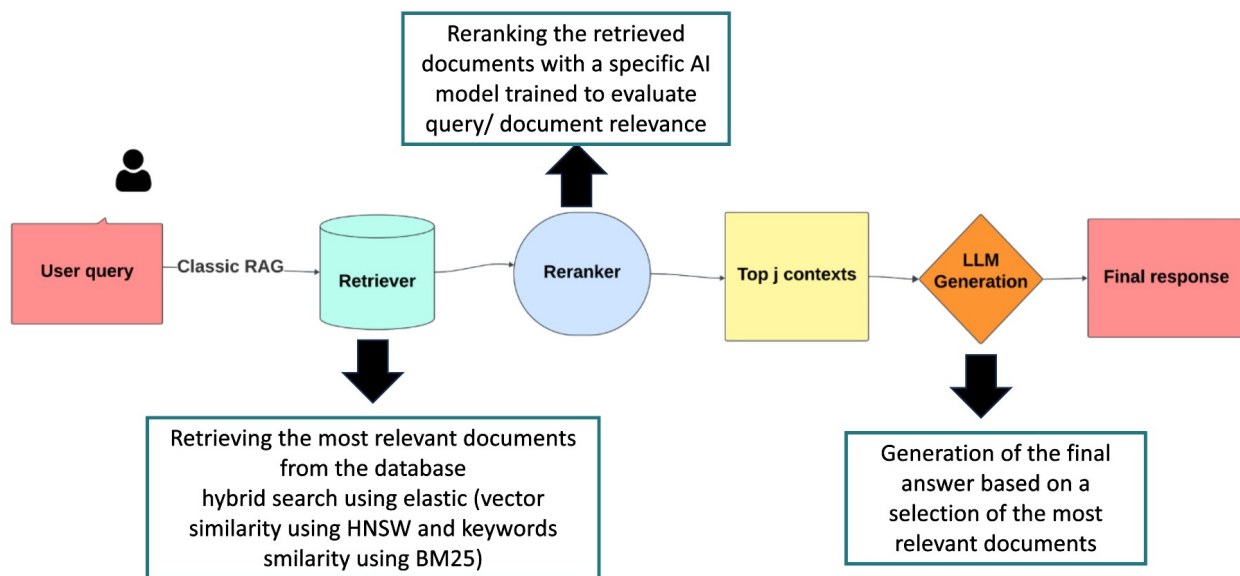 Reranking the retrieved
documents with a specific AI
model trained to evaluate
query/ document relevance
User query
Classic RAG
Retriever
Reranker
Top j contexts
LLM
Generation
Final response
Retrieving the most relevant documents
from the database
hybrid search using elastic (vector
similarity using HNSW and keywords
smilarity using BM25)
Generation of the final
answer based on a
selection of the most
relevant documents